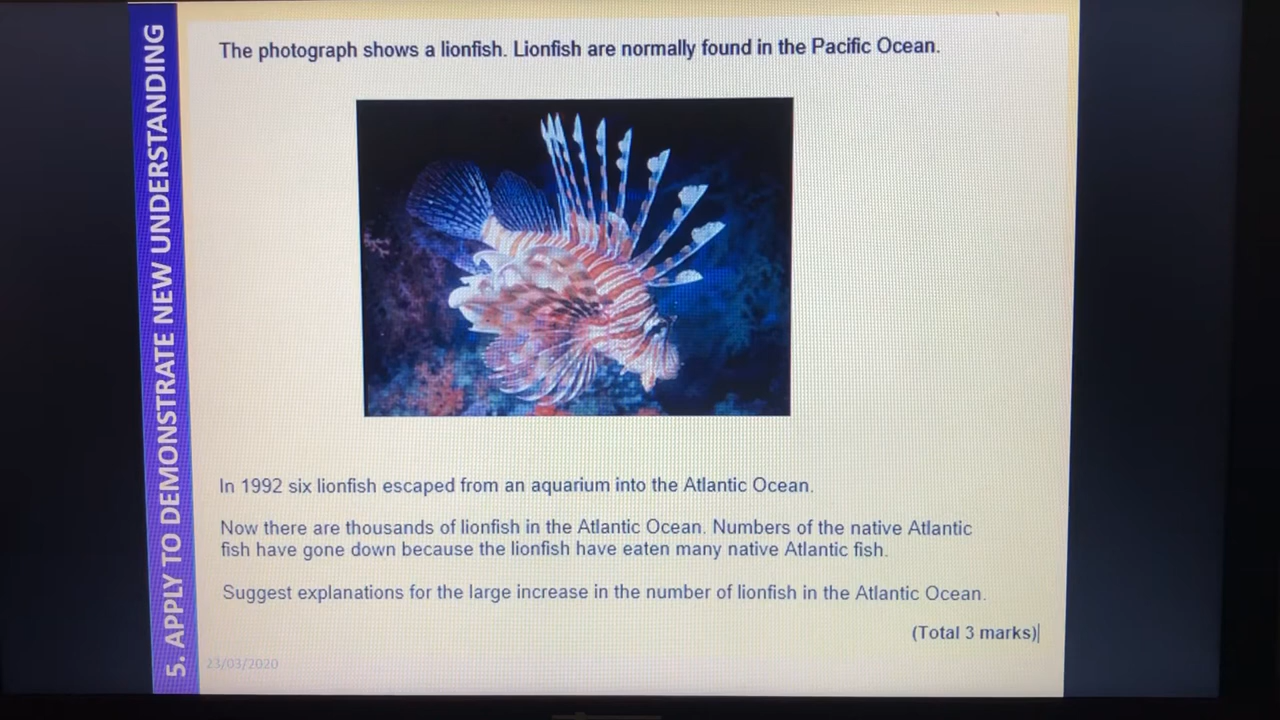 5. APPLY TO DEMONSTRATE NEW UNDERSTANDING
The photograph shows a lionfish. Lionfish are normally found in the Pacific Ocean.
In 1992 six lionfish escaped from an aquarium into the Atlantic Ocean.
Now there are thousands of lionfish in the Atlantic Ocean. Numbers of the native Atlantic
fish have gone down because the lionfish have eaten many native Atlantic fish.
Suggest explanations for the large increase in the number of lionfish in the Atlantic Ocean.
(Total 3 marks)
23/03/2020